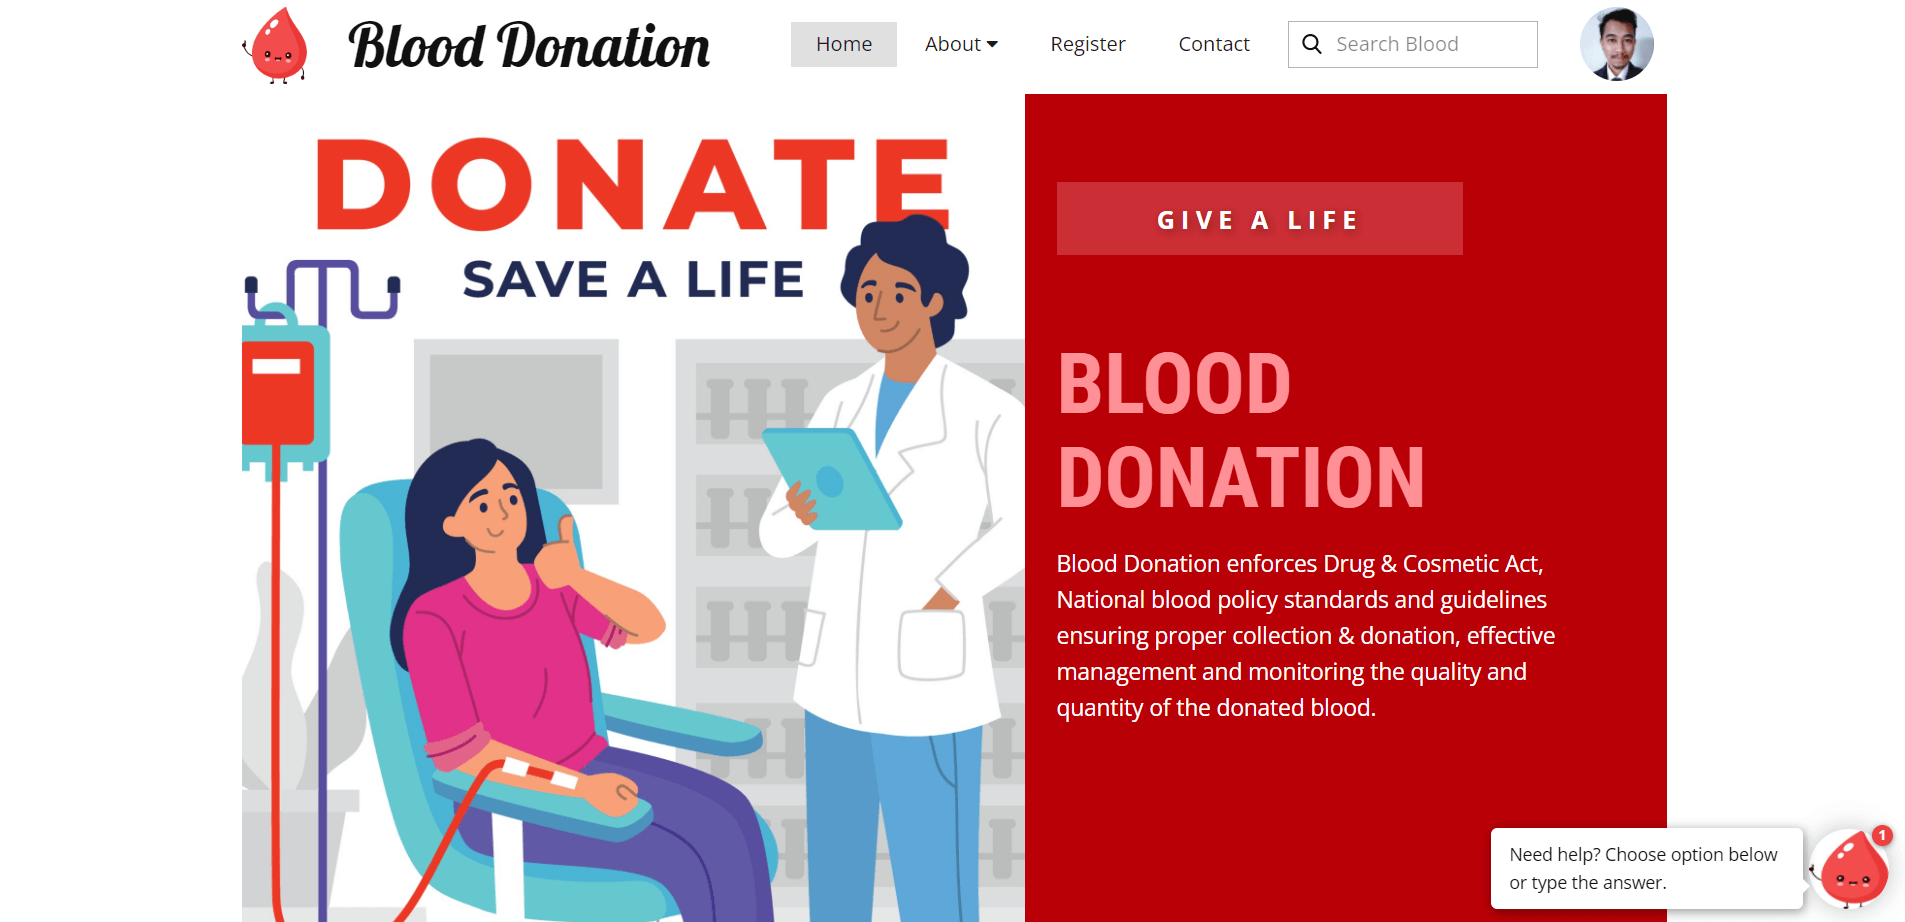 Blood Donation
Home
About
Register
Contact
Search Blood
DONATE
SAVE A LIFE
GIVE A LIFE
BLOOD
DONATION
Blood Donation enforces Drug & Cosmetic Act,
National blood policy standards and guidelines
ensuring proper collection & donation, effective
management and monitoring the quality and
quantity of the donated blood.
Need help? Choose option below
or type the answer.
1